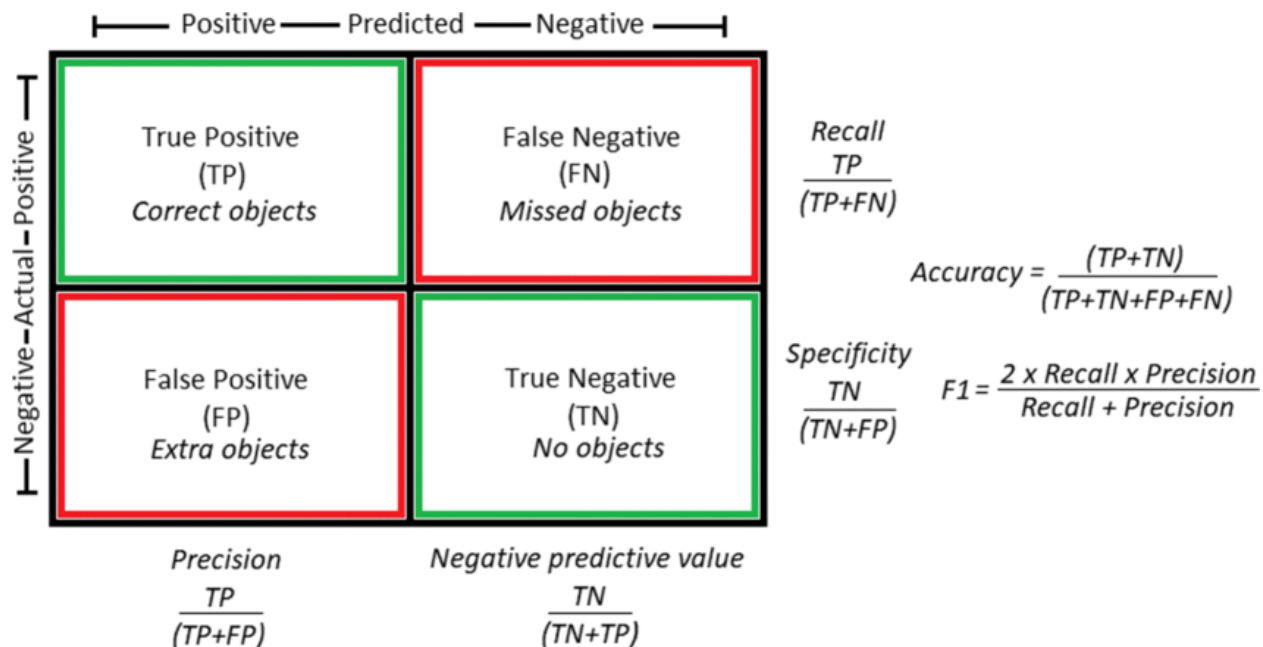 Positive Predicted Negative
Negative Actual Positive
True Positive
(TP)
Correct objects
False Negative
(FN)
Missed objects
Recall
TP
(TP+FN)
False Positive
(FP)
Extra objects
True Negative
(TN)
No objects
Specificity
TN
(TN+FP)
Accuracy = (TP+TN)
(TP+TN+FP+FN)
F1 = 2 x Recall x Precision
Recall + Precision
Precision
TP
(TP+FP)
Negative predictive value
TN
(TN+TP)